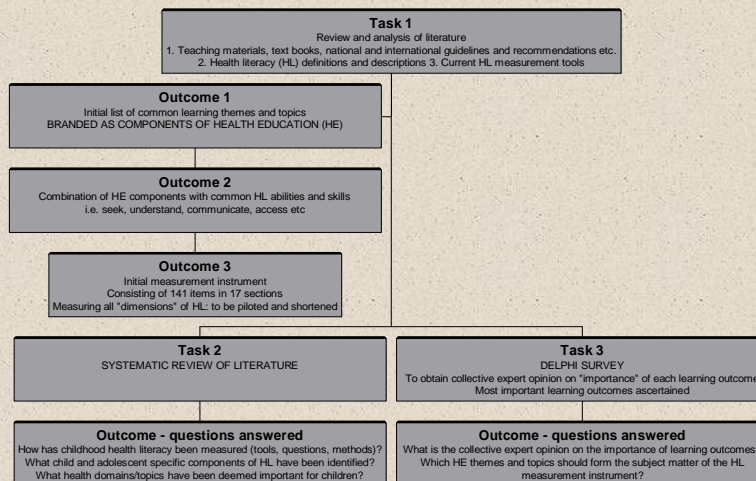 Task 1
Review and analysis of literature
1. Teaching materials, text books, national and international guidelines and recommendations etc.
2. Health literacy (HL) definitions and descriptions 3. Current HL measurement tools
Outcome 1
Initial list of common learning themes and topics
BRANDED AS COMPONENTS OF HEALTH EDUCATION (HE)
Outcome 2
Combination of HE components with common HL abilities and skills
i.e. seek, understand, communicate, access etc
Outcome 3
Initial measurement instrument
Consisting of 141 items in 17 sections
Measuring all "dimensions" of HL: to be piloted and shortened
Task 2
SYSTEMATIC REVIEW OF LITERATURE
Task 3
DELPHI SURVEY
To obtain collective expert opinion on "importance" of each learning outcome
Most important learning outcomes ascertained
Outcome - questions answered
How has childhood health literacy been measured (tools, questions, methods)?
What child and adolescent specific components of HL have been identified?
What health domains/topics have been deemed important for children?
Outcome - questions answered
What is the collective expert opinion on the importance of learning outcomes
Which HE themes and topics should form the subject matter of the HL
measurement instrument?